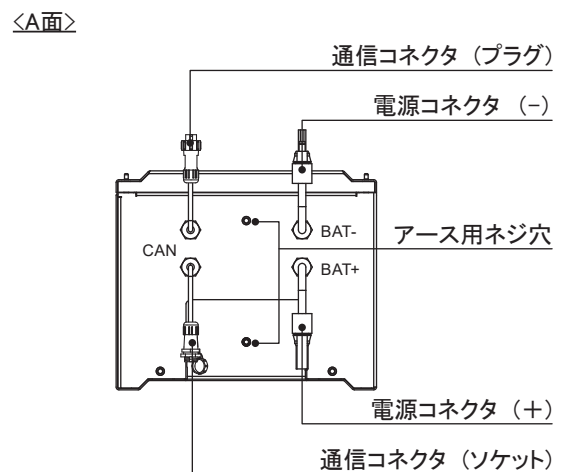 <A面>
通信コネクタ（プラグ）
電源コネクタ（-）
BAT-
アース用ネジ穴
CAN
BAT+
電源コネクタ（＋）
通信コネクタ（ソケット）